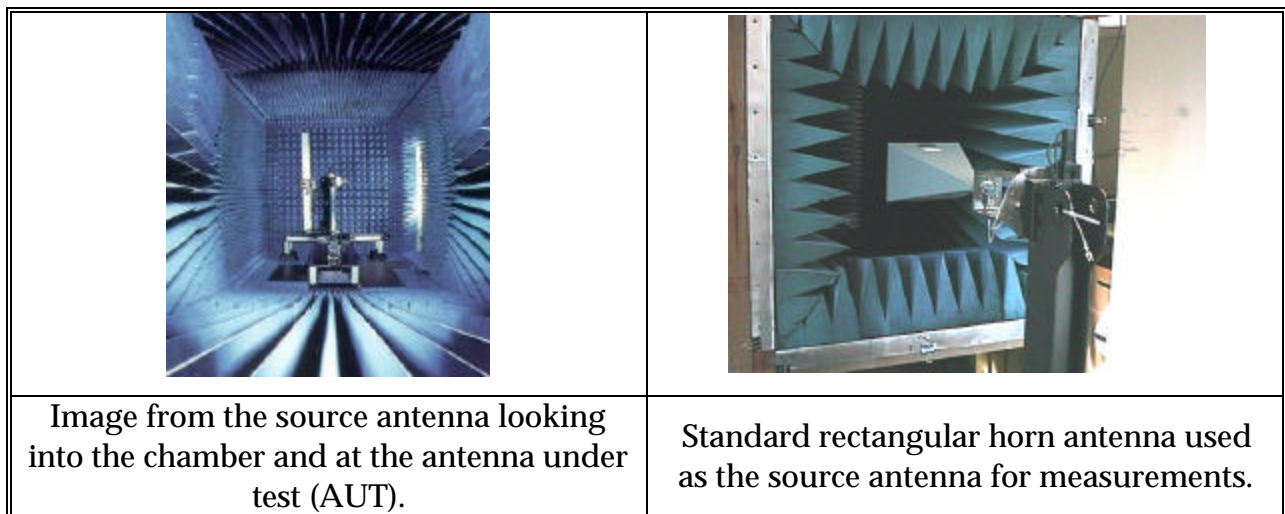 Image from the source antenna looking
into the chamber and at the antenna under
test (AUT).
Standard rectangular horn antenna used
as the source antenna for measurements.